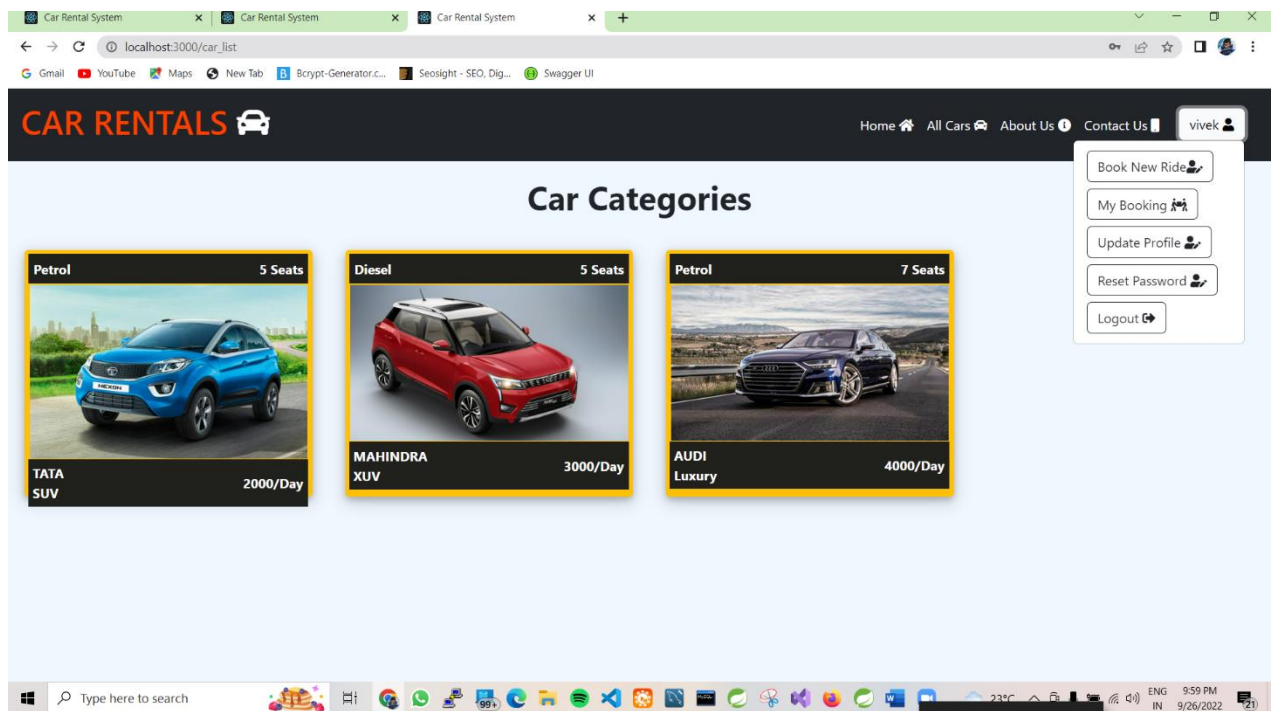 Car Rental System
Car Rental System
Car Rental System
localhost:3000/car_list
Gmail YouTube Maps New Tab Bcrypt-Generator.c... Seosight - SEO, Dig... Swagger UI
CAR RENTALS
Home All Cars About Us Contact Us vivek
Book New Ride
My Booking
Update Profile
Reset Password
Logout
Car Categories
Petrol 5 Seats
NEXON
TATA
SUV
2000/Day
Diesel 5 Seats
MAHINDRA
XUV
3000/Day
Petrol 7 Seats
AUDI
Luxury
4000/Day
Type here to search
99+
23°C
ENG
IN
9:59 PM
9/26/2022
21